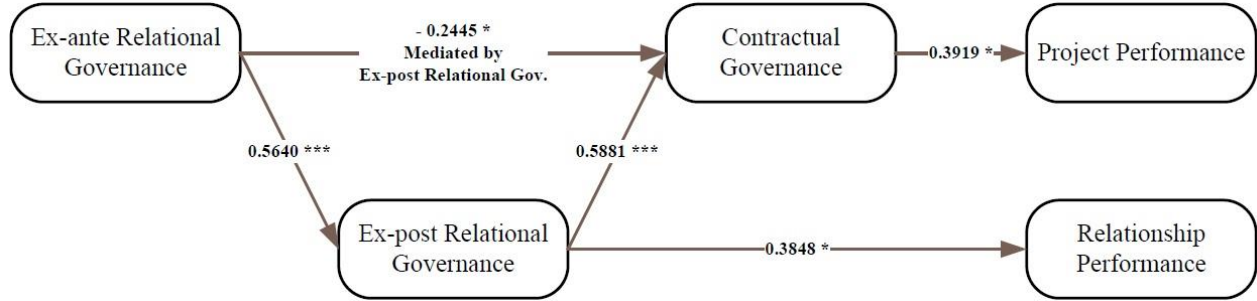 Ex-ante Relational
Governance
- 0.2445 *
Mediated by
Ex-post Relational Gov.
Contractual
Governance
0.3919 *
Project Performance
0.5640 ***
0.5881 ***
Ex-post Relational
Governance
0.3848 *
Relationship
Performance